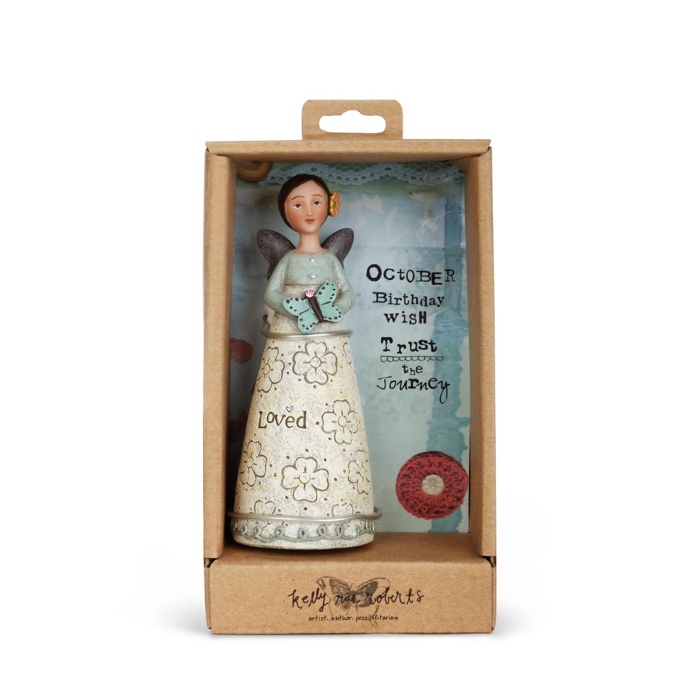 OctOBER
Birthday
wisH
Trust
the
Journey
Loved
kelly rae roberts
artist. author. possibilitarian